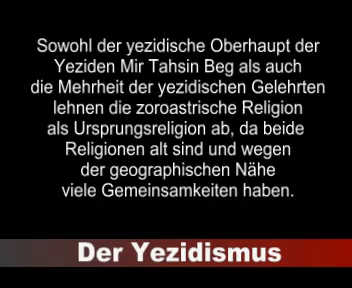 Sowohl der yezidische Oberhaupt der
Yeziden Mir Tahsin Beg als auch
die Mehrheit der yezidischen Gelehrten
lehnen die zoroastrische Religion
als Ursprungsreligion ab, da beide
Religionen alt sind und wegen
der geographischen Nähe
viele Gemeinsamkeiten haben.
Der Yezidismus